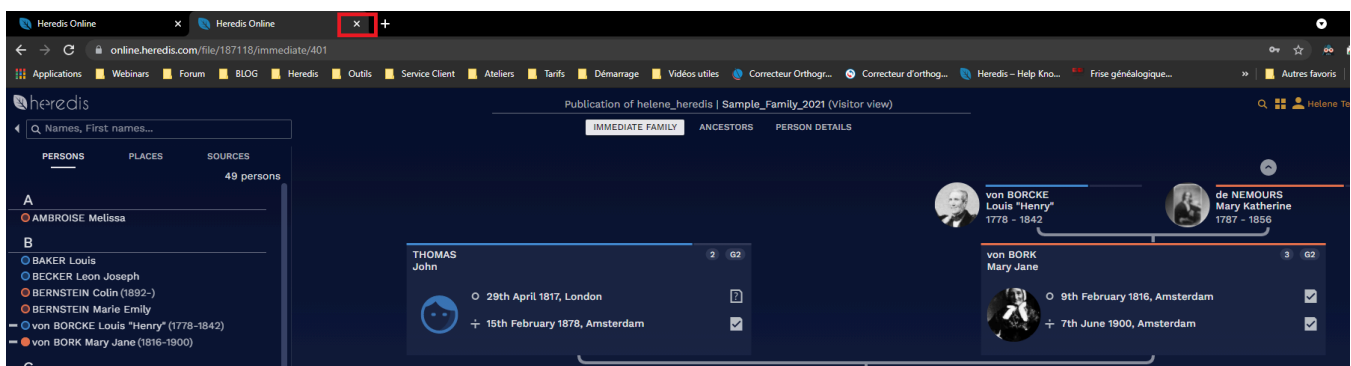 Heredis Online
Heredis Online
online.heredis.com/file/187118/immediate/401
Applications Webinars Forum BLOG Heredis Outils Service Client Ateliers Tarifs Démarrage Vidéos utiles Correcteur Orthogr... Correcteur d'orthog... Heredis – Help Kno... Frise généalogique... » Autres favoris
heredis
Publication of helene_heredis | Sample_Family_2021 (Visitor view)
Helene Te
Names, First names...
IMMEDIATE FAMILY ANCESTORS PERSON DETAILS
PERSONS PLACES SOURCES
49 persons
A
AMBROISE Melissa
B
BAKER Louis
BECKER Leon Joseph
BERNSTEIN Colin (1892-)
BERNSTEIN Marie Emily
von BORCKE Louis "Henry" (1778-1842)
von BORK Mary Jane (1816-1900)
von BORCKE
Louis "Henry"
1778 - 1842
de NEMOURS
Mary Katherine
1787 - 1856
THOMAS
John
2 G2
29th April 1817, London
15th February 1878, Amsterdam
von BORK
Mary Jane
3 G2
9th February 1816, Amsterdam
7th June 1900, Amsterdam